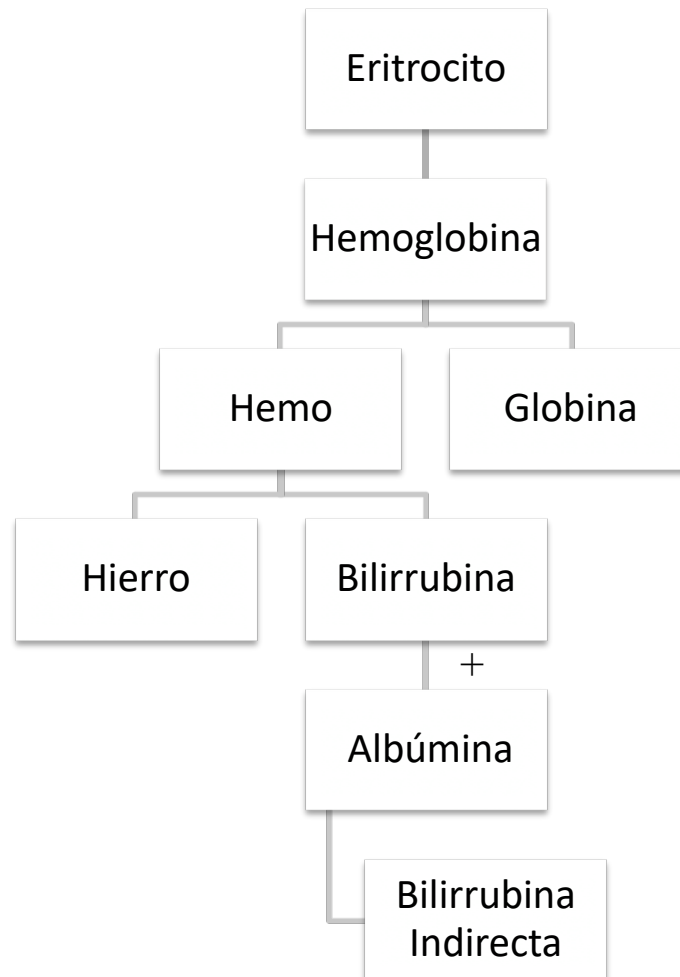 Eritrocito
Hemoglobina
Hemo
Globina
Hierro
Bilirrubina
+
Albúmina
Bilirrubina
Indirecta